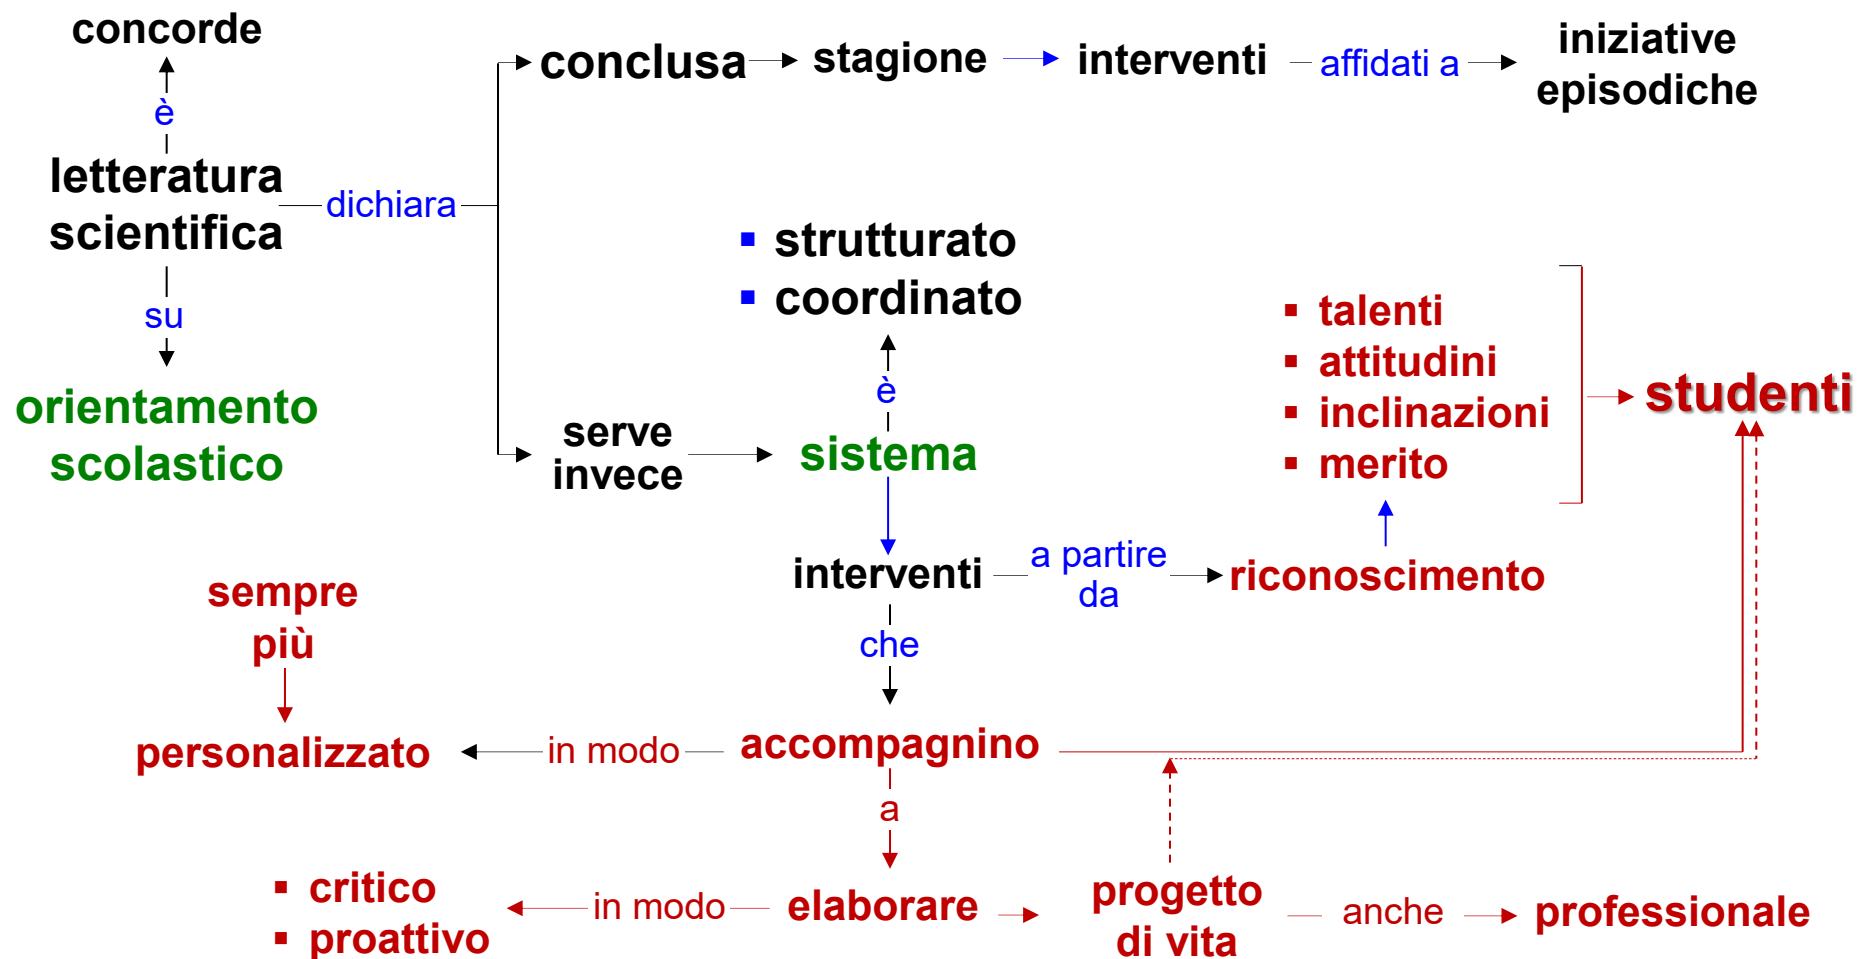 concorde
è
letteratura
scientifica
su
orientamento
scolastico
dichiara
conclusa
stagione
interventi
affidati a
iniziative
episodiche
serve
invece
▪ strutturato
▪ coordinato
è
sistema
interventi
a partire
da
riconoscimento
▪ talenti
▪ attitudini
▪ inclinazioni
▪ merito
studenti
che
accompagnino
in modo
personalizzato
sempre
più
a
elaborare
in modo
▪ critico
▪ proattivo
progetto
di vita
anche
professionale